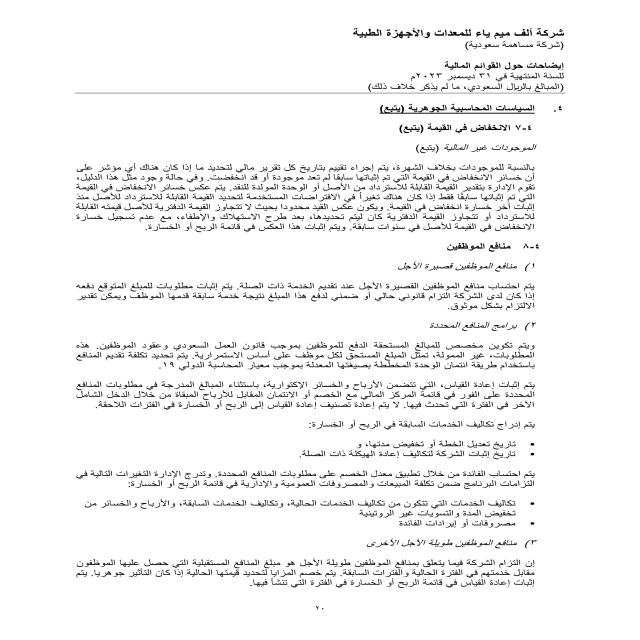 شركة ألف ميم ياء للمعدات والأجهزة الطبية
(شركة مساهمة سعودية)
إيضاحات حول القوائم المالية
للسنة المنتهية في ٣١ ديسمبر ٢٠٢٣م
(المبالغ بالريال السعودي، ما لم يذكر خلاف ذلك)
٤. السياسات المحاسبية الجوهرية (يتبع)
٤-٧ الانخفاض في القيمة (يتبع)
الموجودات غير المالية (يتبع)
بالنسبة للموجودات بخلاف الشهرة، يتم إجراء تقييم بتاريخ كل تقرير مالي لتحديد ما إذا كان هناك أي مؤشر على
أن خسائر الانخفاض في القيمة التي تم إثباتها سابقا لم تعد موجودة أو قد انخفضت. وفي حالة وجود مثل هذا الدليل،
تقوم الإدارة بتقدير القيمة القابلة للاسترداد من الأصل أو الوحدة المولدة للنقد. يتم عكس خسائر الانخفاض في القيمة
التي تم إثباتها سابقًا فقط إذا كان هناك تغيراً في الافتراضات المستخدمة لتحديد القيمة القابلة للاسترداد للأصل منذ
إثبات آخر خسارة انخفاض في القيمة. ويكون عكس القيد محدودا بحيث لا تتجاوز القيمة الدفترية للأصل قيمته القابلة
للاسترداد أو تتجاوز القيمة الدفترية كان ليتم تحديدها، بعد طرح الاستهلاك والإطفاء، مع عدم تسجيل خسارة
الانخفاض في القيمة للأصل في سنوات سابقة. ويتم إثبات هذا العكس في قائمة الربح أو الخسارة.
٤-٨ منافع الموظفين
١) منافع الموظفين قصيرة الأجل
يتم احتساب منافع الموظفين القصيرة الأجل عند تقديم الخدمة ذات الصلة. يتم إثبات مطلوبات للمبلغ المتوقع دفعه
إذا كان لدى الشركة التزام قانوني حالي أو ضمني لدفع هذا المبلغ نتيجة خدمة سابقة قدمها الموظف ويمكن تقدير
الالتزام بشكل موثوق.
٢) برامج المنافع المحددة
ويتم تكوين مخصص للمبالغ المستحقة الدفع للموظفين بموجب قانون العمل السعودي وعقود الموظفين. هذه
المطلوبات، غير الممولة، تمثل المبلغ المستحق لكل موظف على أساس الاستمرارية. يتم تحديد تكلفة تقديم المنافع
باستخدام طريقة ائتمان الوحدة المخططة بصيغتها المعدلة بموجب معيار المحاسبة الدولي ١٩.
يتم إثبات إعادة القياس، التي تتضمن الأرباح والخسائر الإكتوارية، باستثناء المبالغ المدرجة في مطلوبات المنافع
المحددة على الفور في قائمة المركز المالي مع الخصم أو الائتمان المقابل للأرباح المبقاة من خلال الدخل الشامل
الآخر في الفترة التي تحدث فيها. لا يتم إعادة تصنيف إعادة القياس إلى الربح أو الخسارة في الفترات اللاحقة.
يتم إدراج تكاليف الخدمات السابقة في الربح أو الخسارة:
• تاريخ تعديل الخطة أو تخفيض مدتها، و
• تاريخ إثبات الشركة لتكاليف إعادة الهيكلة ذات الصلة.
يتم احتساب الفائدة من خلال تطبيق معدل الخصم على مطلوبات المنافع المحددة. وتدرج الإدارة التغيرات التالية في
التزامات البرنامج ضمن تكلفة المبيعات والمصروفات العمومية والإدارية في قائمة الربح أو الخسارة:
• تكاليف الخدمات التي تتكون من تكاليف الخدمات الحالية، وتكاليف الخدمات السابقة، والأرباح والخسائر من
تخفيض المدة والتسويات غير الروتينية
• مصروفات أو إيرادات الفائدة
٣) منافع الموظفين طويلة الأجل الأخرى
إن التزام الشركة فيما يتعلق بمنافع الموظفين طويلة الأجل هو مبلغ المنافع المستقبلية التي حصل عليها الموظفون
مقابل خدمتهم في الفترة الحالية والفترات السابقة. يتم خصم المزايا لتحديد قيمتها الحالية إذا كان التأثير جوهريا. يتم
إثبات إعادة القياس في قائمة الربح أو الخسارة في الفترة التي تنشأ فيها.
٢٠